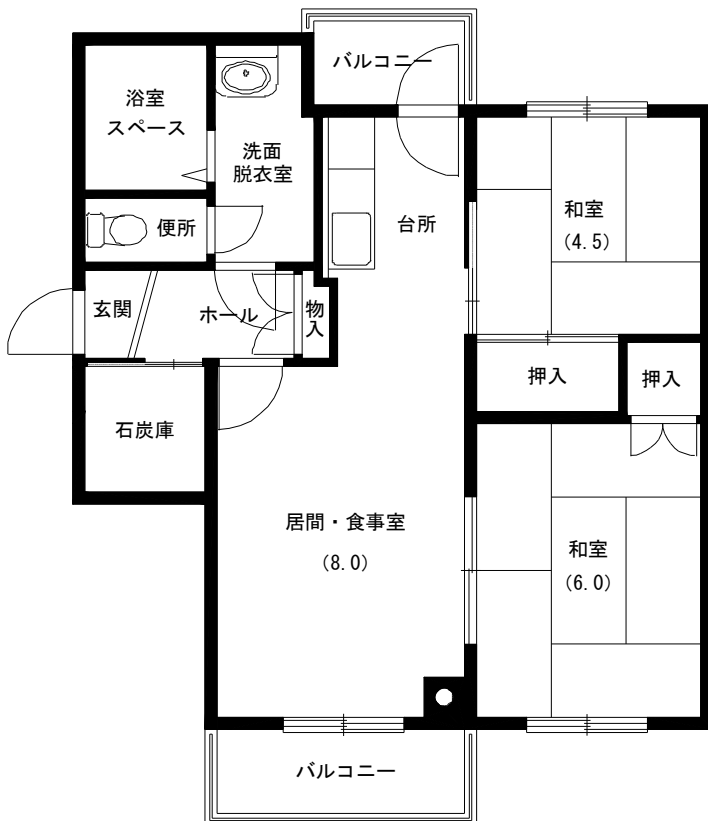 バルコニー
浴室
スペース
洗面
脱衣室
便所
台所
和室
(4.5)
玄関
ホール
物入
押入
押入
石炭庫
居間・食事室
(8.0)
和室
(6.0)
バルコニー